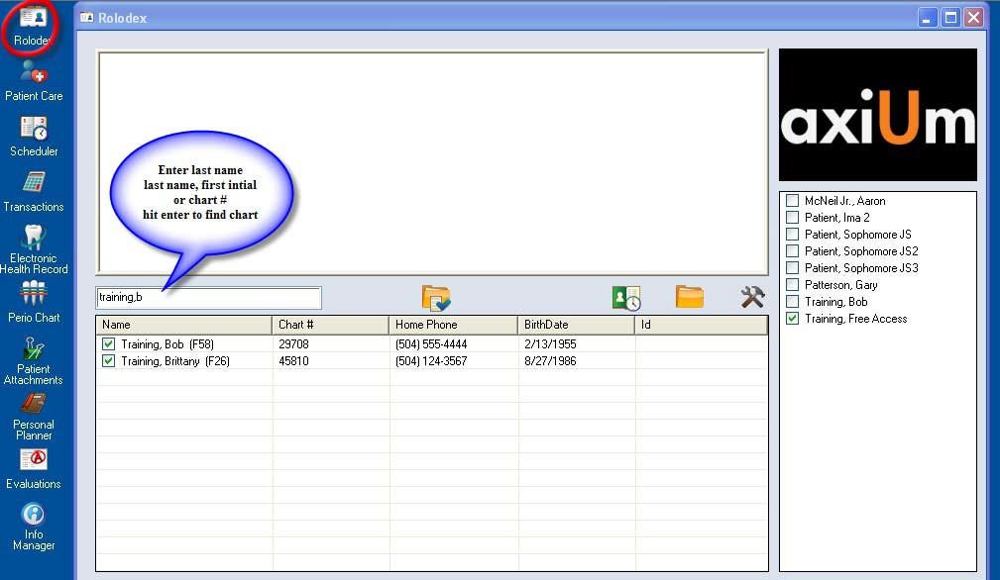 Rolodex
Patient Care
Scheduler
Transactions
Electronic
Health Record
Perio Chart
Patient
Attachments
Personal
Planner
Evaluations
Info
Manager
Rolodex
Enter last name
last name, first intial
or chart #
hit enter to find chart
training,b
Name Chart # Home Phone BirthDate Id
Training, Bob (F58) 29708 (504) 555-4444 2/13/1955
Training, Brittany (F26) 45810 (504) 124-3567 8/27/1986
axiUm
McNeil Jr., Aaron
Patient, Ima 2
Patient, Sophomore JS
Patient, Sophomore JS2
Patient, Sophomore JS3
Patterson, Gary
Training, Bob
Training, Free Access